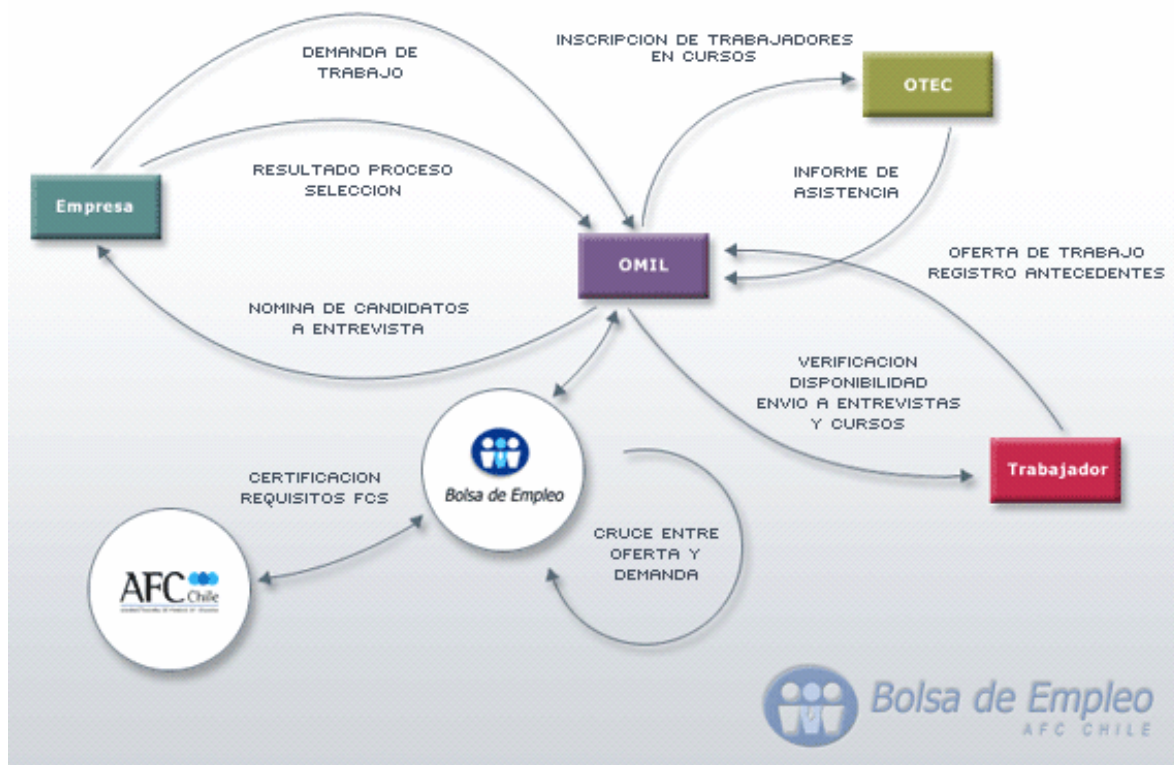 DEMANDA DE
TRABAJO
INSCRIPCION DE TRABAJADORES
EN CURSOS
OTEC
RESULTADO PROCESO
SELECCION
INFORME DE
ASISTENCIA
Empresa
OMIL
OFERTA DE TRABAJO
REGISTRO ANTECEDENTES
NOMINA DE CANDIDATOS
A ENTREVISTA
VERIFICACION
DISPONIBILIDAD
ENVIO A ENTREVISTAS
Y CURSOS
Trabajador
CERTIFICACION
REQUISITOS FCS
Bolsa de Empleo
CRUCE ENTRE
OFERTA Y
DEMANDA
AFC
Chile
Bolsa de Empleo
AFC CHILE